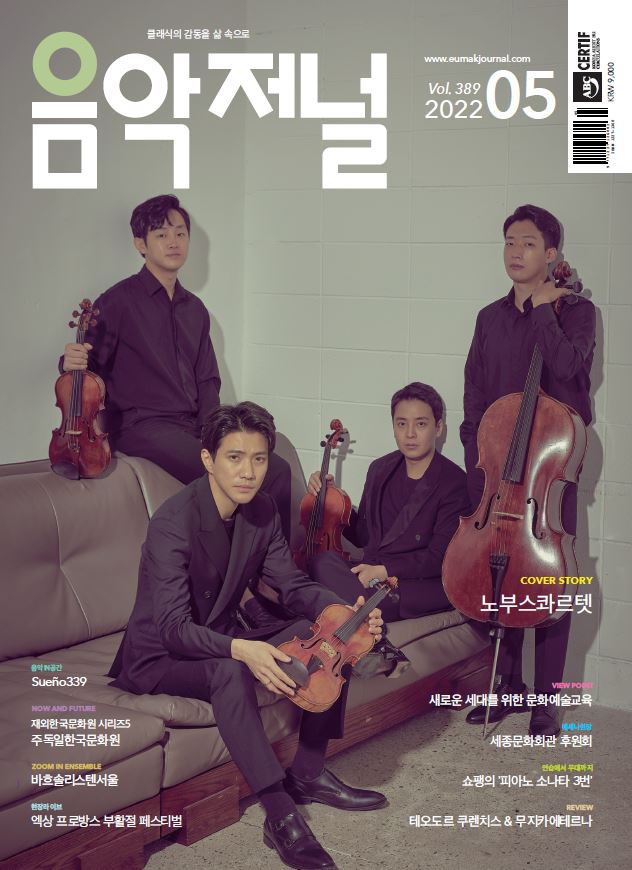 클래식의 감동을 삶 속으로
음악저널
www.eumakjournal.com
Vol. 389
2022 05
ABC
CERTIF
KRW 9,000
COVER STORY
노부스콰르텟
음악 IN공간
Sueño339
NOW AND FUTURE
재외한국문화원 시리즈5
주독일한국문화원
ZOOM IN ENSEMBLE
바흐솔리스텐서울
현장라이브
엑상 프로방스 부활절 페스티벌
VIEW POINT
새로운 세대를 위한 문화예술교육
세종문화회관 후원회
연습에서 무대까지
쇼팽의 '피아노 소나타 3번'
REVIEW
테오도르 쿠렌치스 & 무지카에테르나